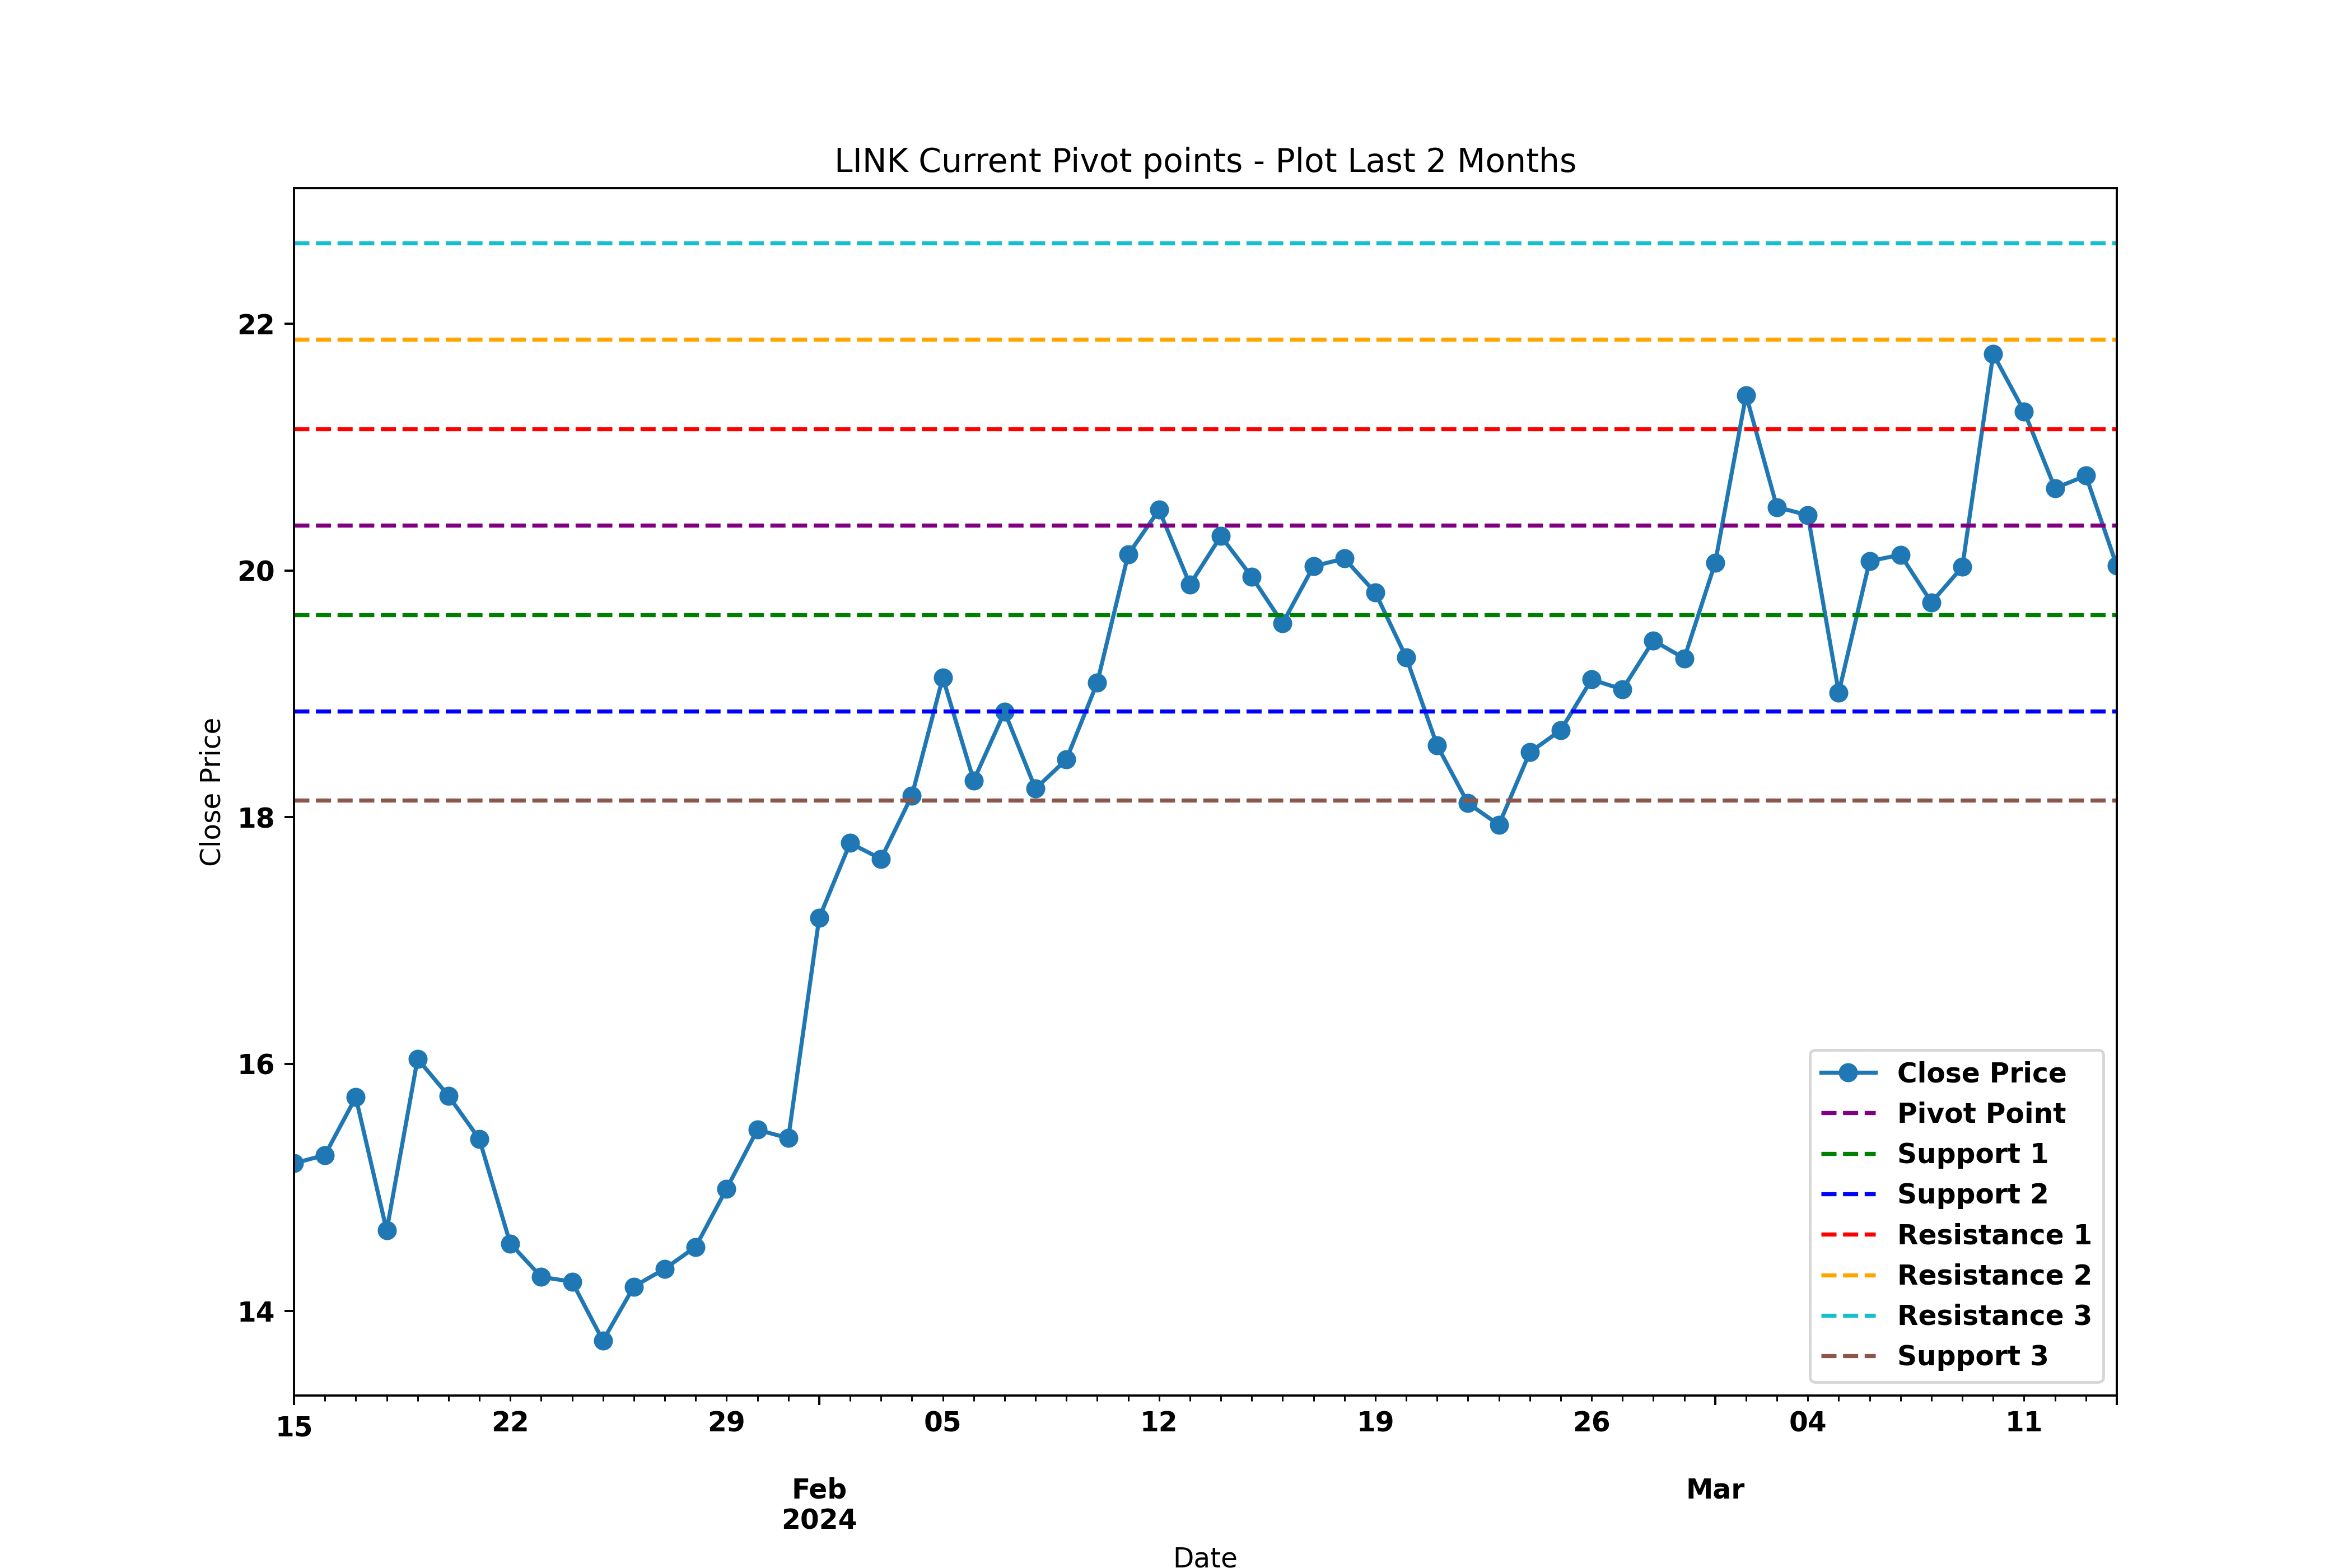 LINK Current Pivot points - Plot Last 2 Months
Close Price
22
20
18
16
14
Close Price
Pivot Point
Support 1
Support 2
Resistance 1
Resistance 2
Resistance 3
Support 3
15 22 29 05 12 19 26 04 11
Feb Mar
2024
Date